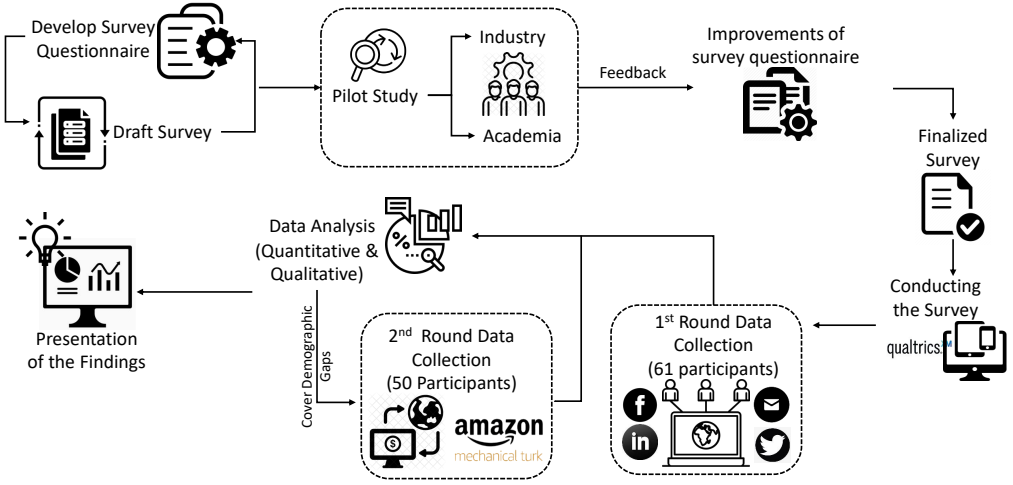 Develop Survey
Questionnaire
Draft Survey
Pilot Study
Industry
Academia
Feedback
Improvements of
survey questionnaire
Finalized
Survey
Conducting
the Survey
qualtrics.TM
1st Round Data
Collection
(61 participants)
f
in
Data Analysis
(Quantitative &
Qualitative)
%
Cover Demographic
Gaps
2nd Round Data
Collection
(50 Participants)
$
amazon
mechanical turk
Presentation
of the Findings